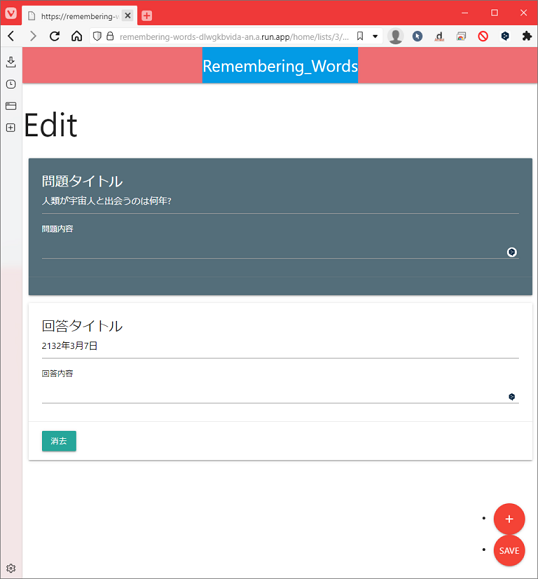 https://remembering-w
remembering-words-dlwgkbvida-an.a.run.app/home/lists/3/...
Remembering_Words
Edit
問題タイトル
人類が宇宙人と出会うのは何年?
問題内容
回答タイトル
2132年3月7日
回答内容
消去
+
SAVE